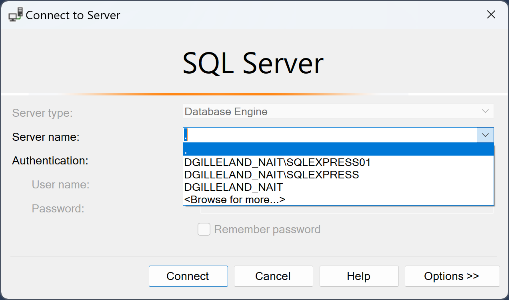 Connect to Server
SQL Server
Server type: Database Engine
Server name: .
.
DGILLELAND_NAIT\SQLEXPRESS01
Authentication:
DGILLELAND_NAIT\SQLEXPRESS
User name:
DGILLELAND_NAIT
<Browse for more...>
Password:
Remember password
Connect Cancel Help Options >>